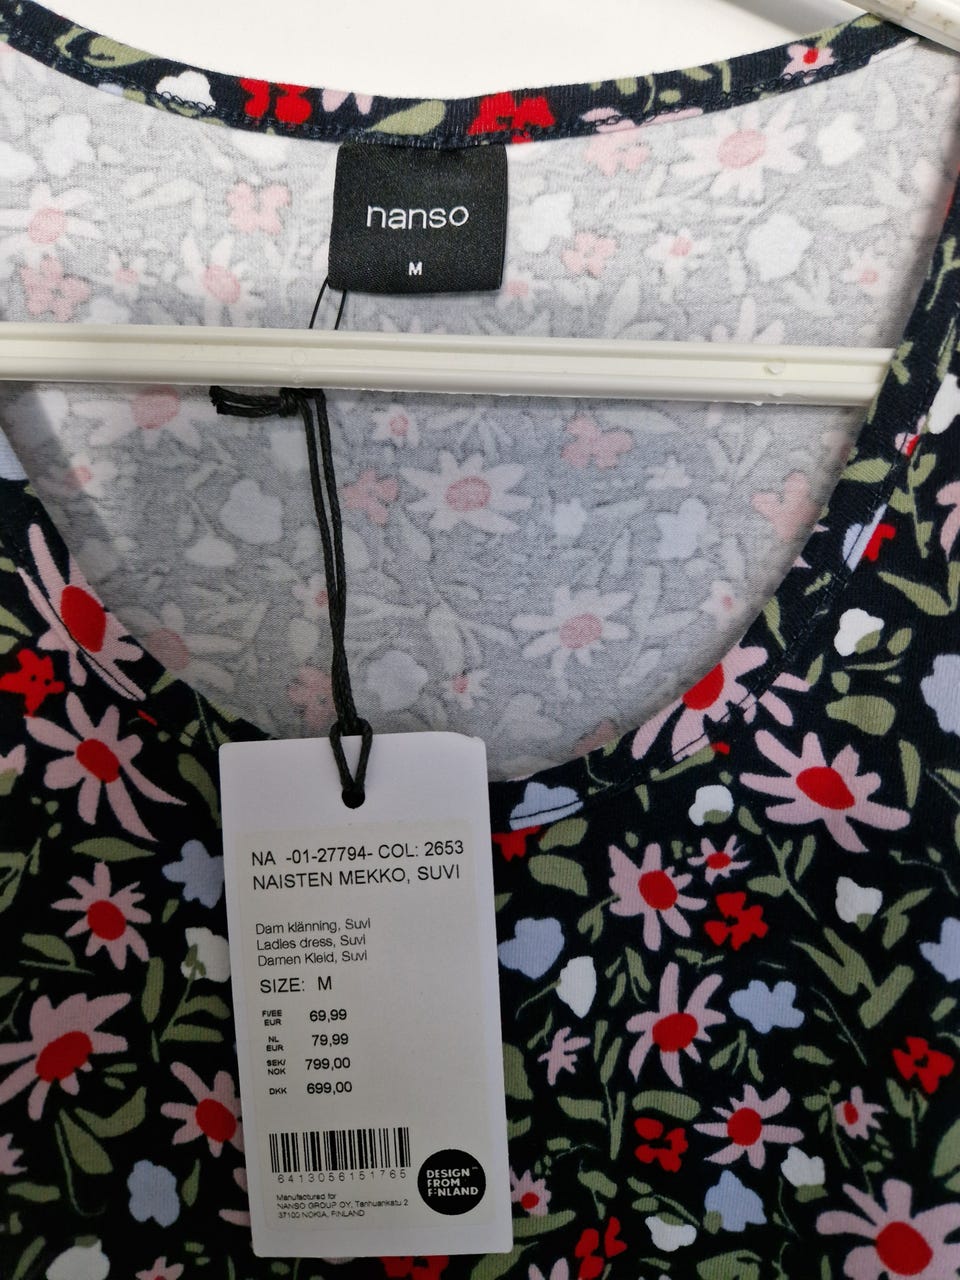 nanso
M
NA -01-27794- COL: 2653
NAISTEN MEKKO, SUVI
Dam klänning, Suvi
Ladies dress, Suvi
Damen Kleid, Suvi
SIZE: M
FI/EE
EUR
69,99
NL
EUR
79,99
SEK/
NOK
799,00
DKK
699,00
6413056151765
DESIGN
FROM
FINLAND
Manufactured for
NANSO GROUP OY, Tanhuankatu 2
37100 NOKIA, FINLAND